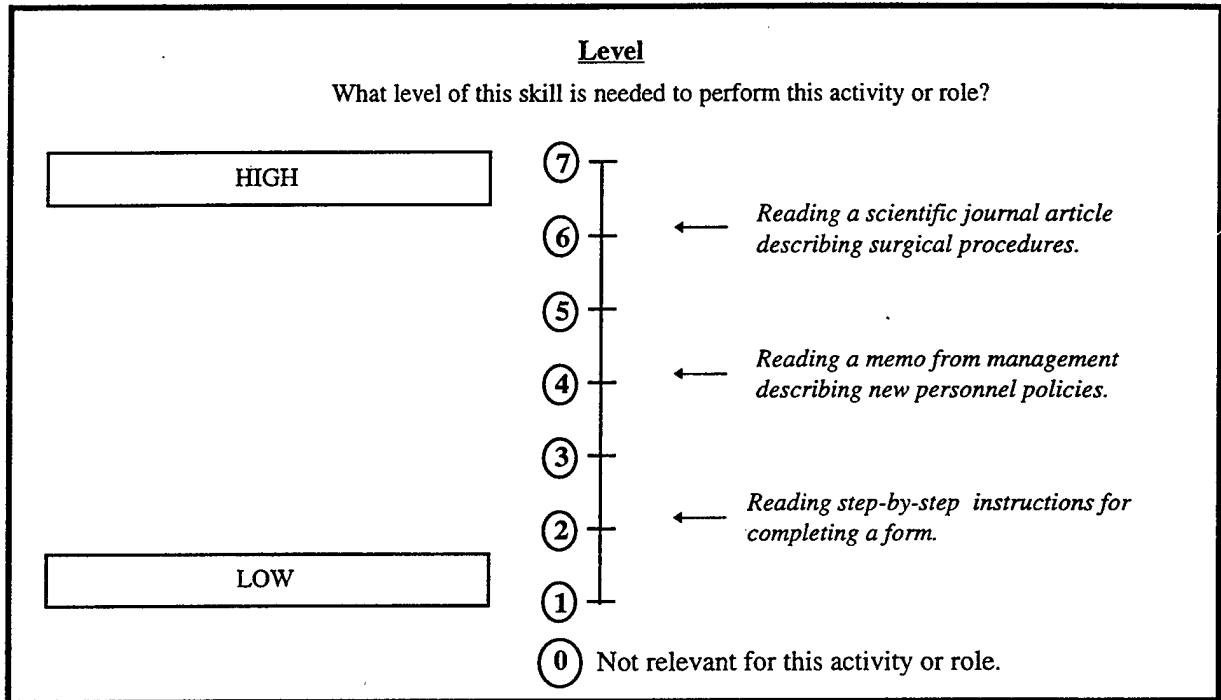 Level
What level of this skill is needed to perform this activity or role?
HIGH
7
6
Reading a scientific journal article
describing surgical procedures.
5
4
Reading a memo from management
describing new personnel policies.
3
2
Reading step-by-step instructions for
completing a form.
LOW
1
0 Not relevant for this activity or role.